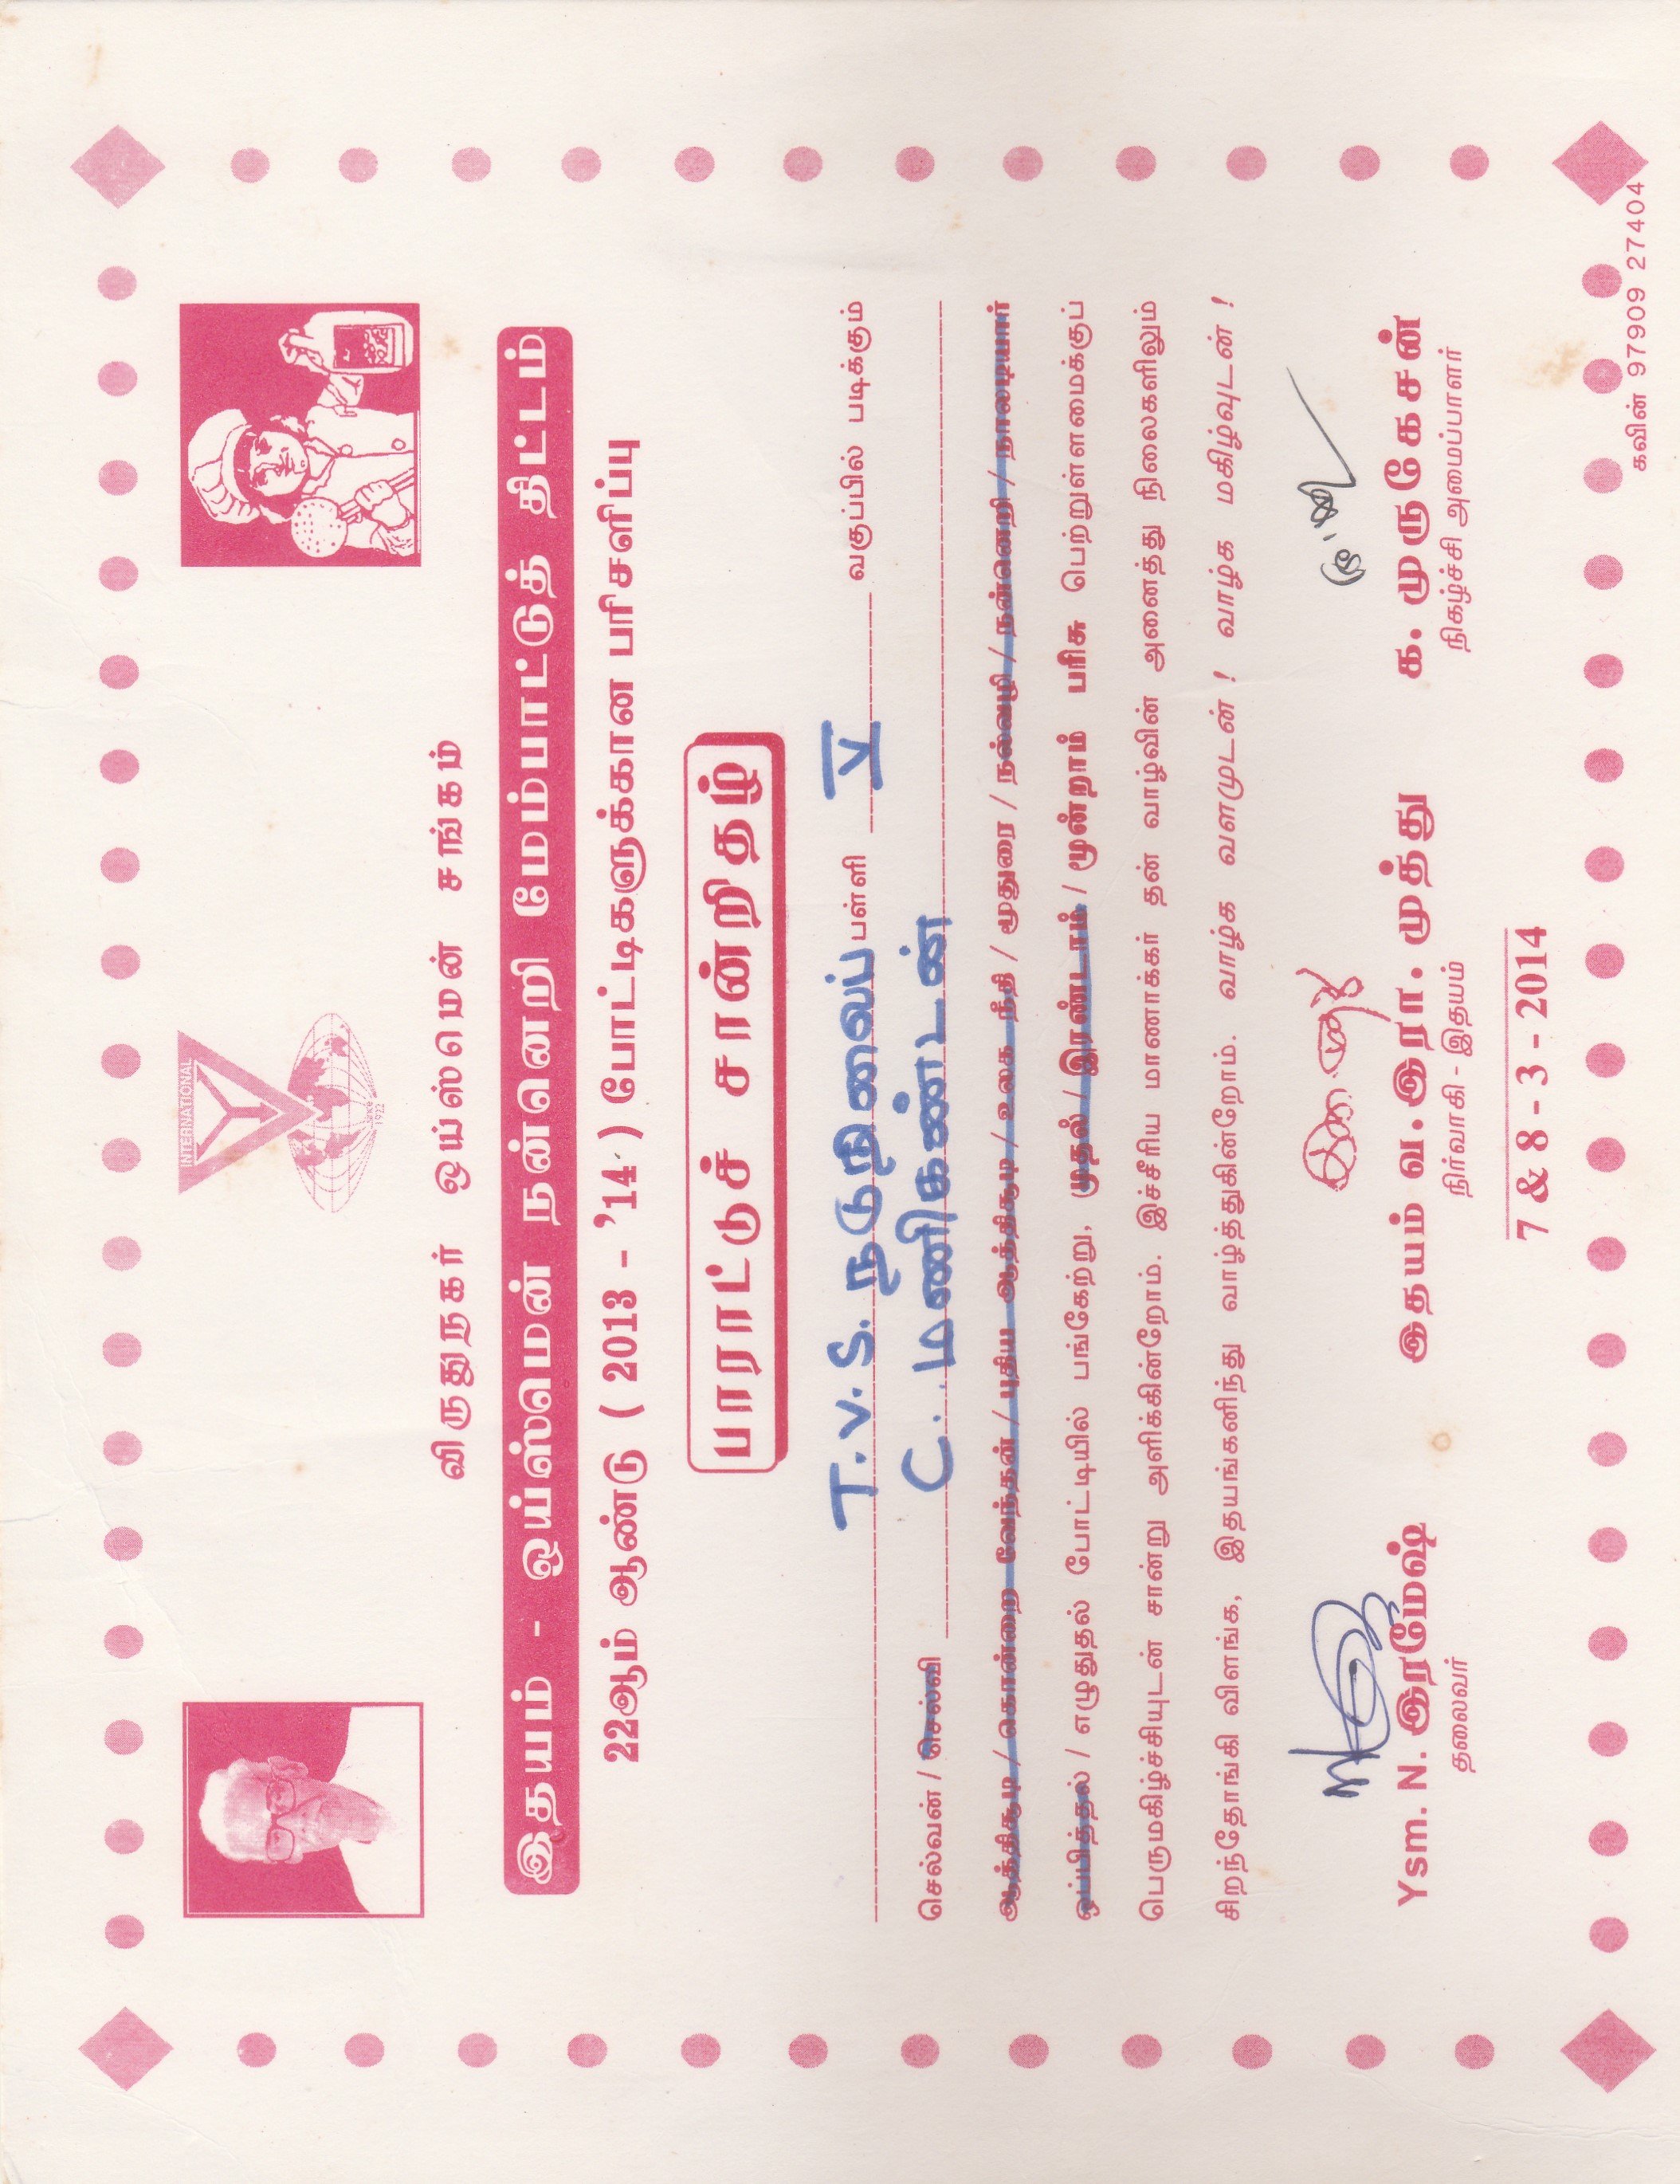 INTERNATIONAL
SINCE 1922
விருதுநகர் ஒய்ஸ்மென் சங்கம்
இதயம் - ஒய்ஸ்மென் நன்னெறி மேம்பாட்டுத் திட்டம்
22ஆம் ஆண்டு ( 2013 - '14 ) போட்டிகளுக்கான பரிசளிப்பு
பாராட்டுச் சான்றிதழ்
T.V.S. நடுநிலைப் பள்ளி V வகுப்பில் படிக்கும்
செல்வன் / செல்வி C. மணிகண்டன்
ஆத்திசூடி / கொன்றை வேந்தன் / புதிய ஆத்திசூடி / உலக நீதி / மூதுரை / நல்வழி / நன்னெறி / நாலடியார்
ஒப்பித்தல் / எழுதுதல் போட்டியில் பங்கேற்று, முதல் / இரண்டாம் / மூன்றாம் பரிசு பெற்றுள்ளமைக்குப்
பெருமகிழ்ச்சியுடன் சான்று அளிக்கின்றோம். இச்சீரிய மாணாக்கர் தன் வாழ்வின் அனைத்து நிலைகளிலும்
சிறந்தோங்கி விளங்க, இதயங்கனிந்து வாழ்த்துகின்றோம். வாழ்க வளமுடன் ! வாழ்க மகிழ்வுடன் !
Ysm. N. இரமேஷ் இதயம் வ.இரா. முத்து க. முருகேசன்
தலைவர் நிர்வாகி - இதயம் நிகழ்ச்சி அமைப்பாளர்
7 & 8 - 3 - 2014
கவின் 97909 27404